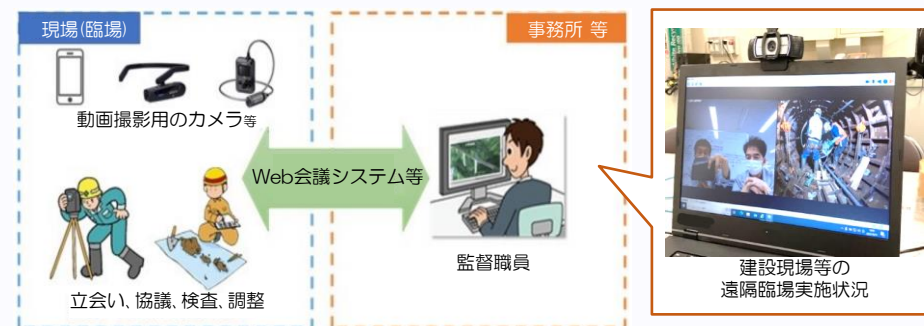 現場(臨場)
動画撮影用のカメラ等
立会い、協議、検査、調整
Web会議システム等
事務所 等
監督職員
建設現場等の
遠隔臨場実施状況